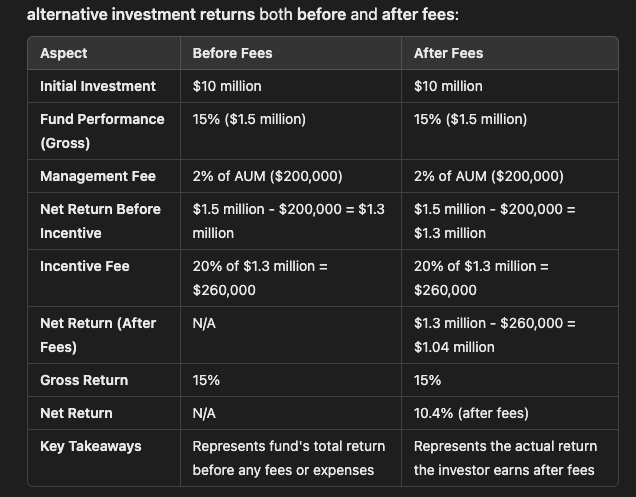 alternative investment returns both before and after fees:
Aspect Before Fees After Fees
Initial Investment $10 million $10 million
Fund Performance 15% ($1.5 million) 15% ($1.5 million)
(Gross)
Management Fee 2% of AUM ($200,000) 2% of AUM ($200,000)
Net Return Before $1.5 million - $200,000 = $1.3 $1.5 million - $200,000 =
Incentive million $1.3 million
Incentive Fee 20% of $1.3 million = 20% of $1.3 million =
$260,000 $260,000
Net Return (After N/A $1.3 million - $260,000 =
Fees) $1.04 million
Gross Return 15% 15%
Net Return N/A 10.4% (after fees)
Key Takeaways Represents fund's total return Represents the actual return
before any fees or expenses the investor earns after fees